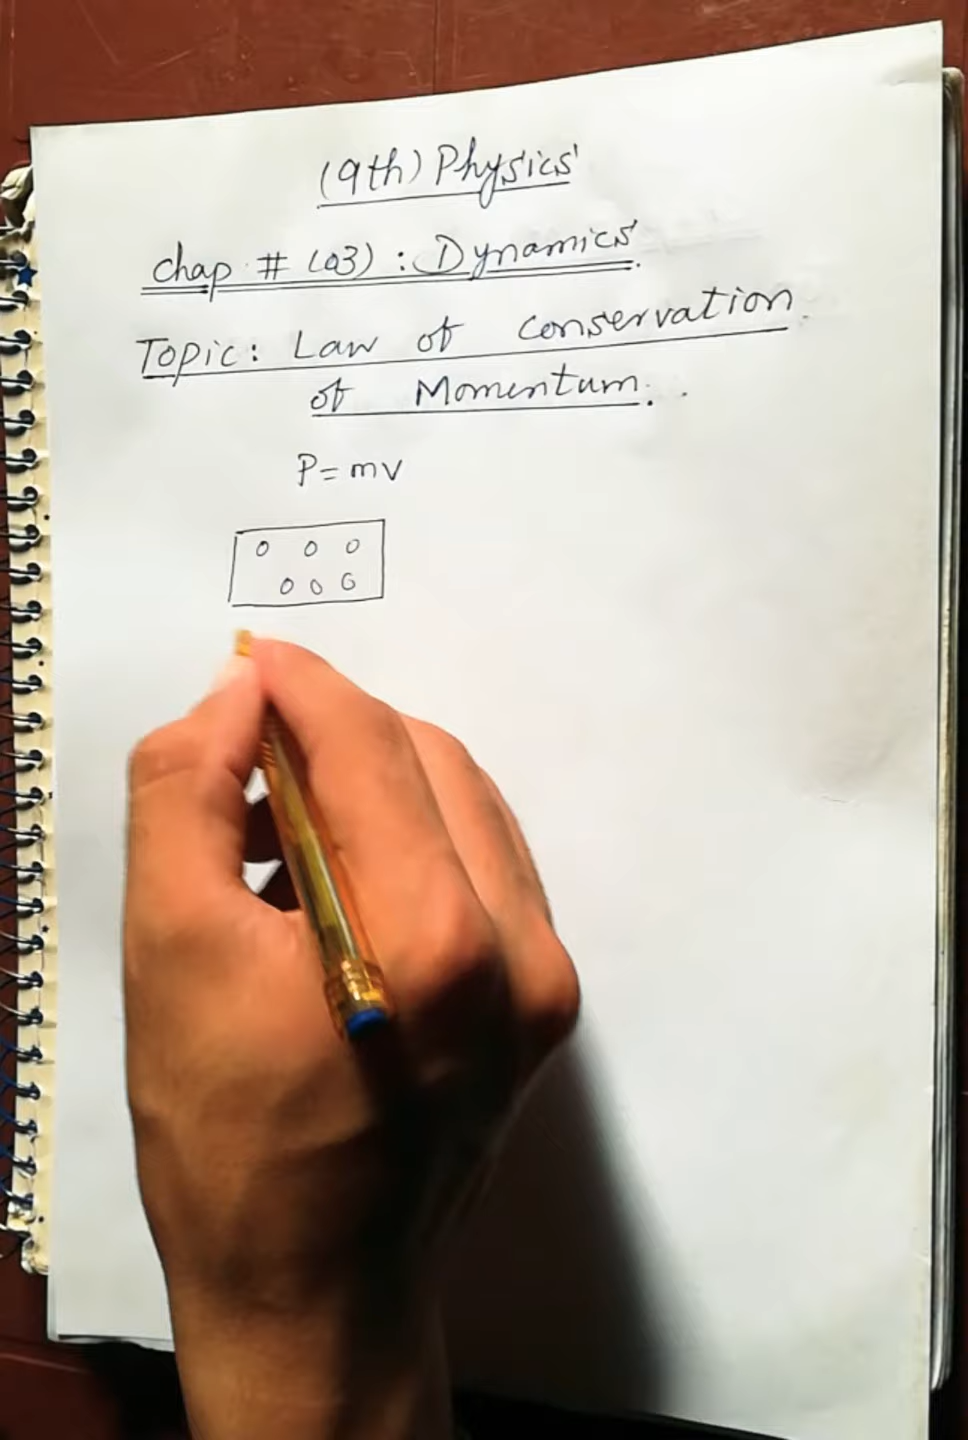 (9th) Physics
Chap # (03) : Dynamics.
Topic: Law of Conservation.
of Momentum.
P = mv